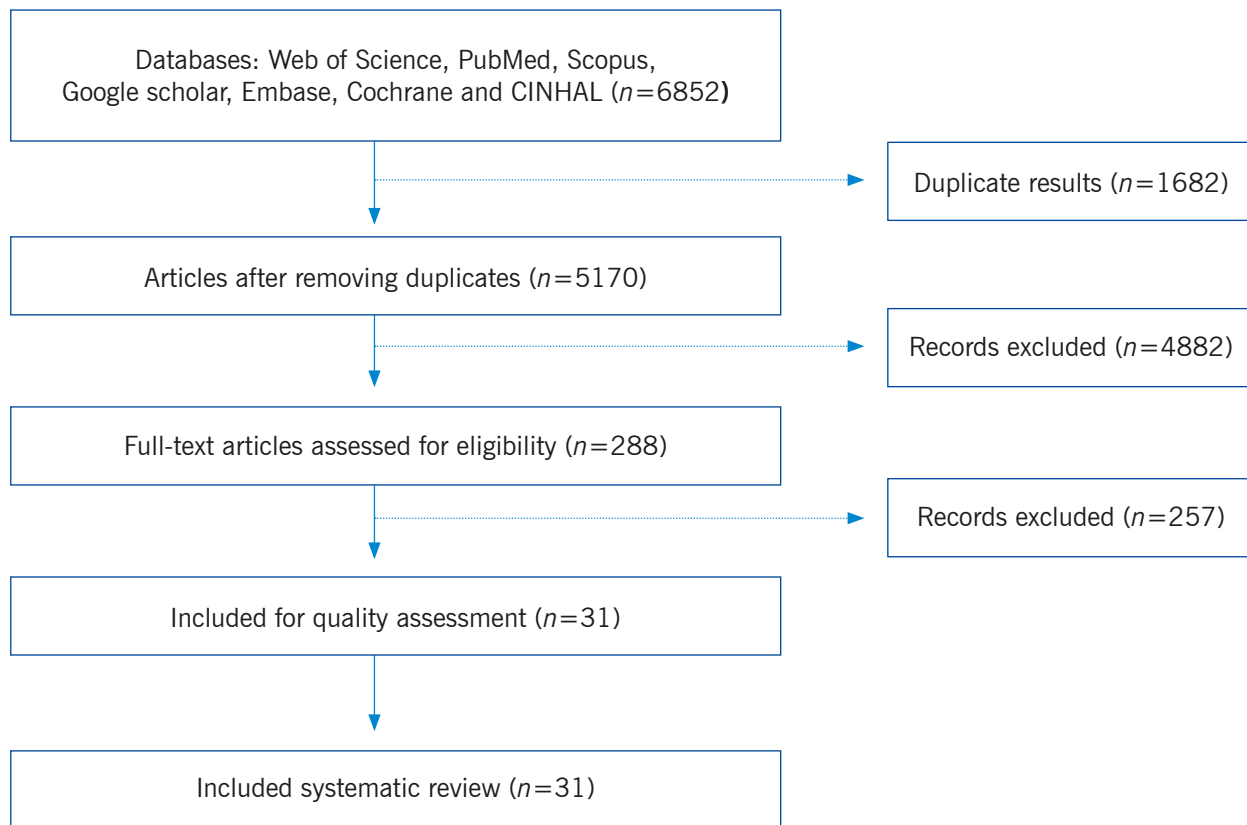 Databases: Web of Science, PubMed, Scopus,
Google scholar, Embase, Cochrane and CINHAL (n=6852)
Duplicate results (n=1682)
Articles after removing duplicates (n=5170)
Records excluded (n=4882)
Full-text articles assessed for eligibility (n=288)
Records excluded (n=257)
Included for quality assessment (n=31)
Included systematic review (n=31)